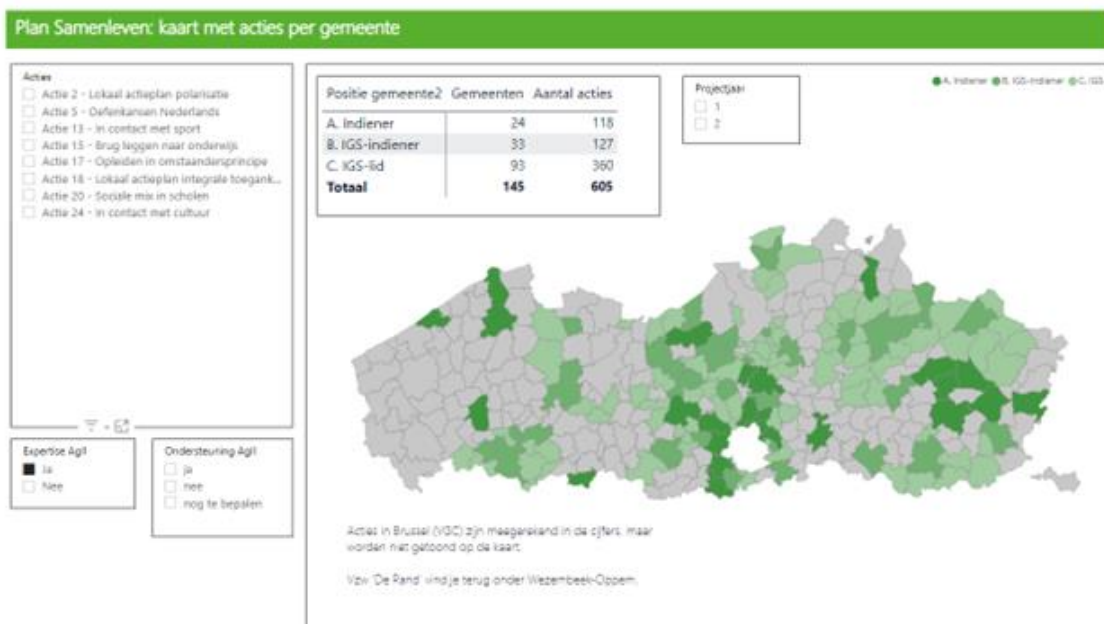 Plan Samenleven: kaart met acties per gemeente
Acties
Actie 2 - Lokaal actieplan polarisatie
Actie 5 - Oefenkansen Nederlands
Actie 13 - In contact met sport
Actie 15 - Brug leggen naar onderwijs
Actie 17 - Opleiden in omstaandersprincipe
Actie 18 - Lokaal actieplan integrale toegank...
Actie 20 - Sociale mix in scholen
Actie 24 - In contact met cultuur
Expertise AgII
Ja
Nee
Ondersteuning AgII
ja
nee
nog te bepalen
Positie gemeente2 Gemeenten Aantal acties
A. Indiener 24 118
B. IGS-indiener 33 127
C. IGS-lid 93 360
Totaal 145 605
Projectjaar
1
2
A. Indiener B. IGS-indiener C. IGS
Acties in Brussel (VGC) zijn meegerekend in de cijfers, maar
worden niet getoond op de kaart.
Vzw 'De Rand' vind je terug onder Wezembeek-Oppem.